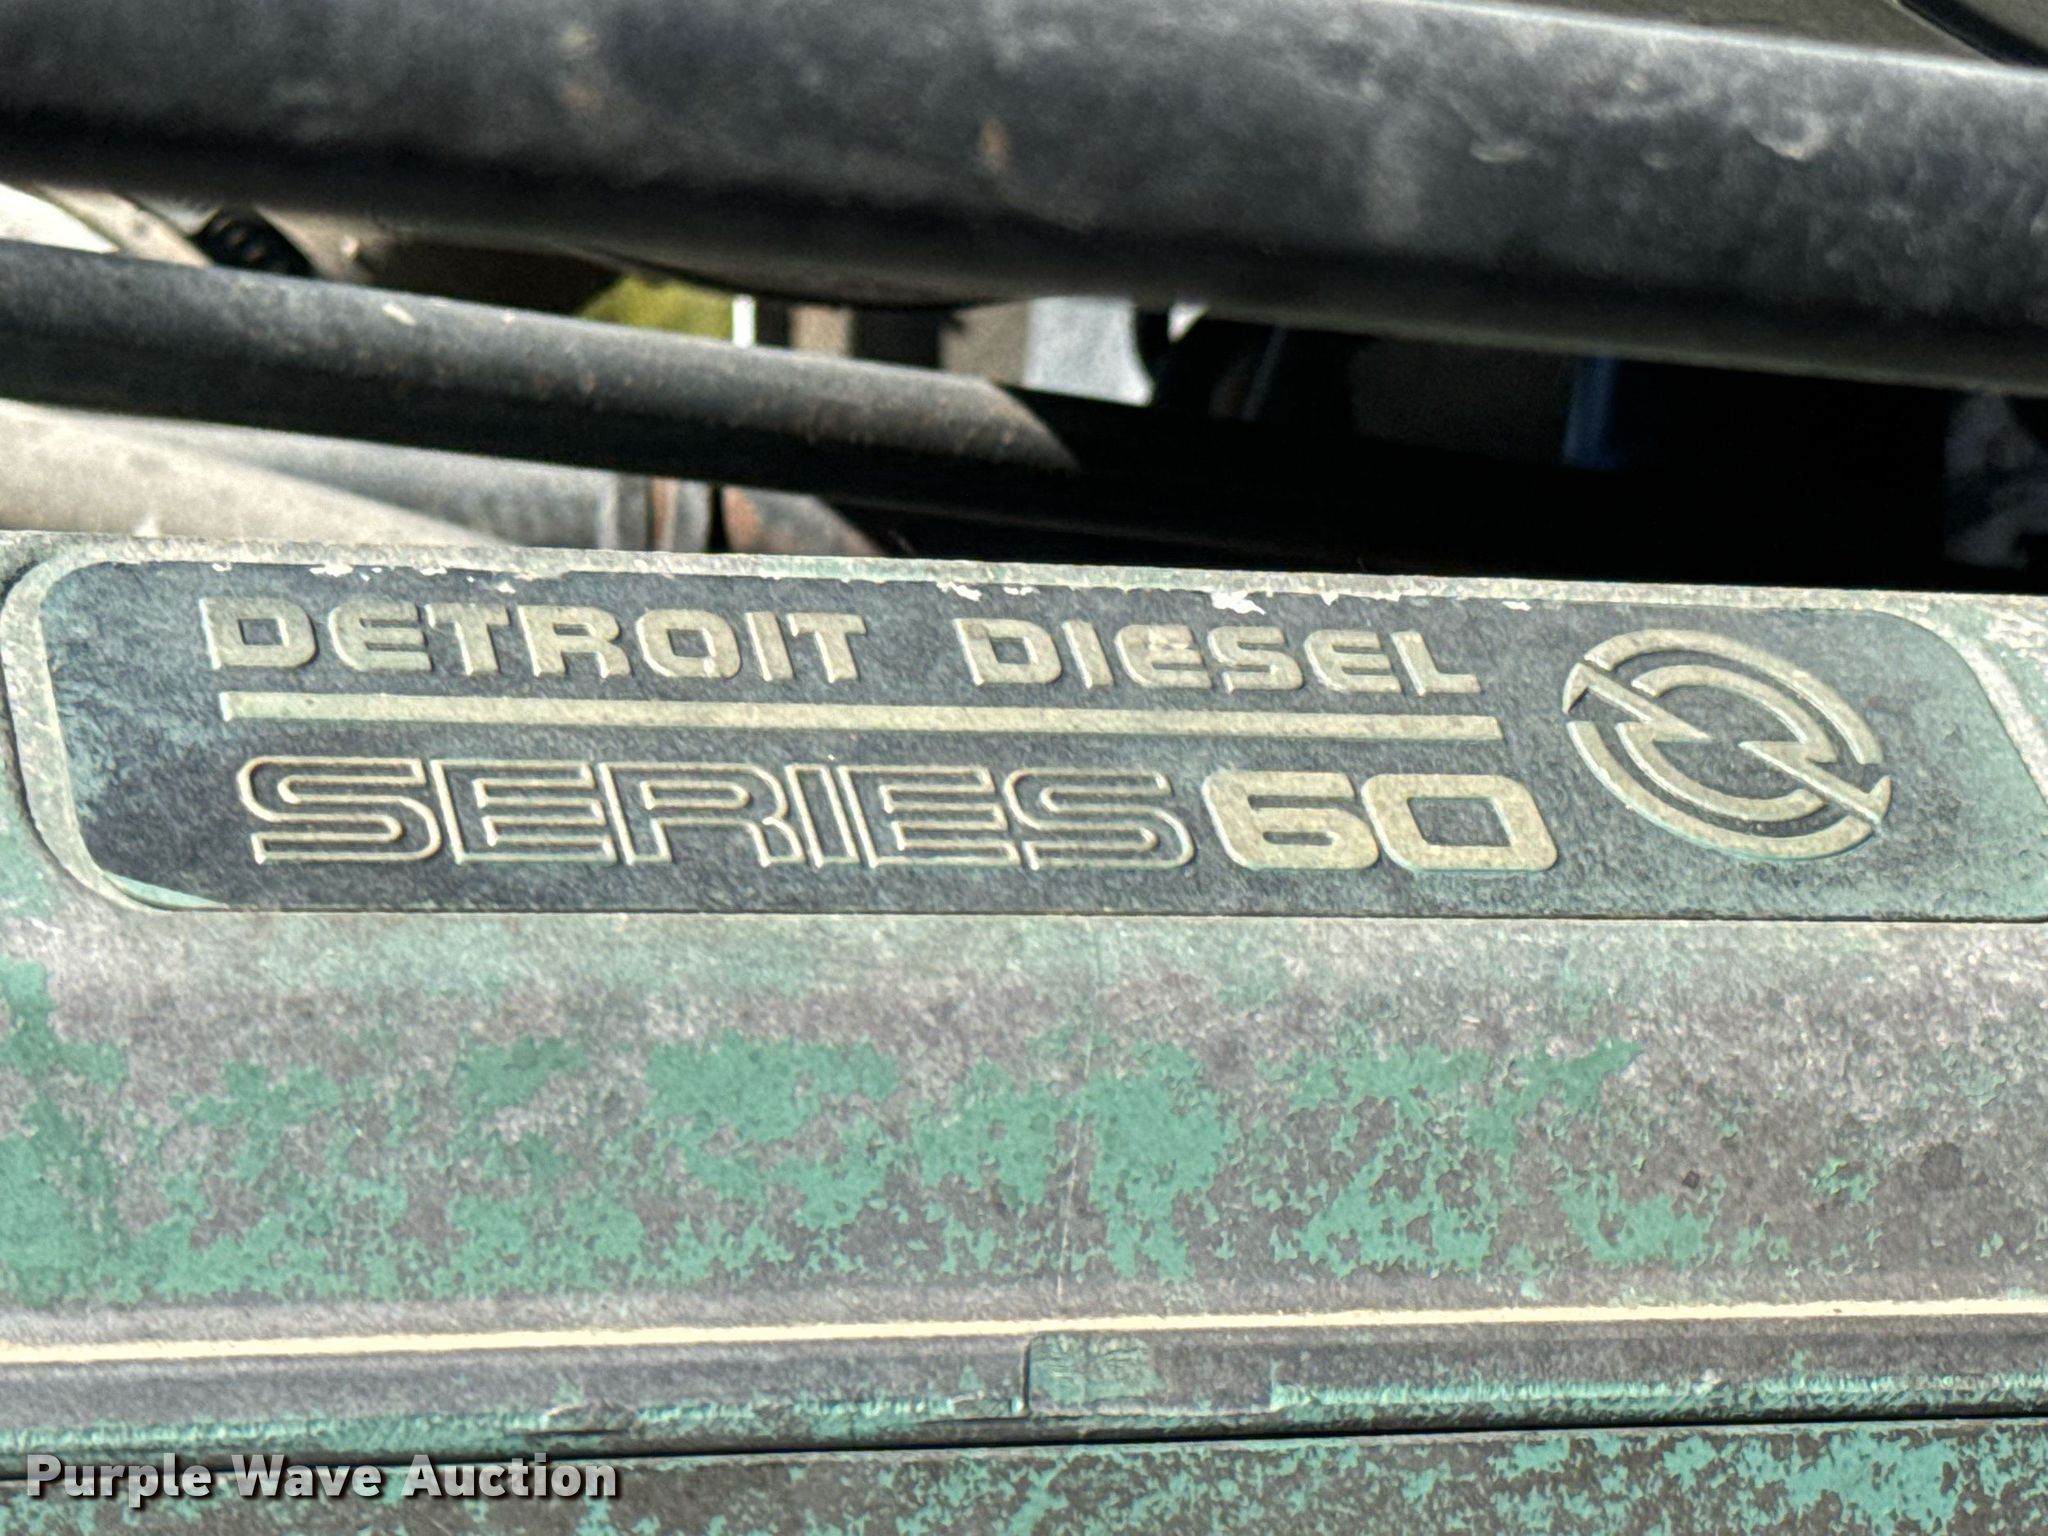 DETROIT DIESEL
SERIES 60
Purple Wave Auction